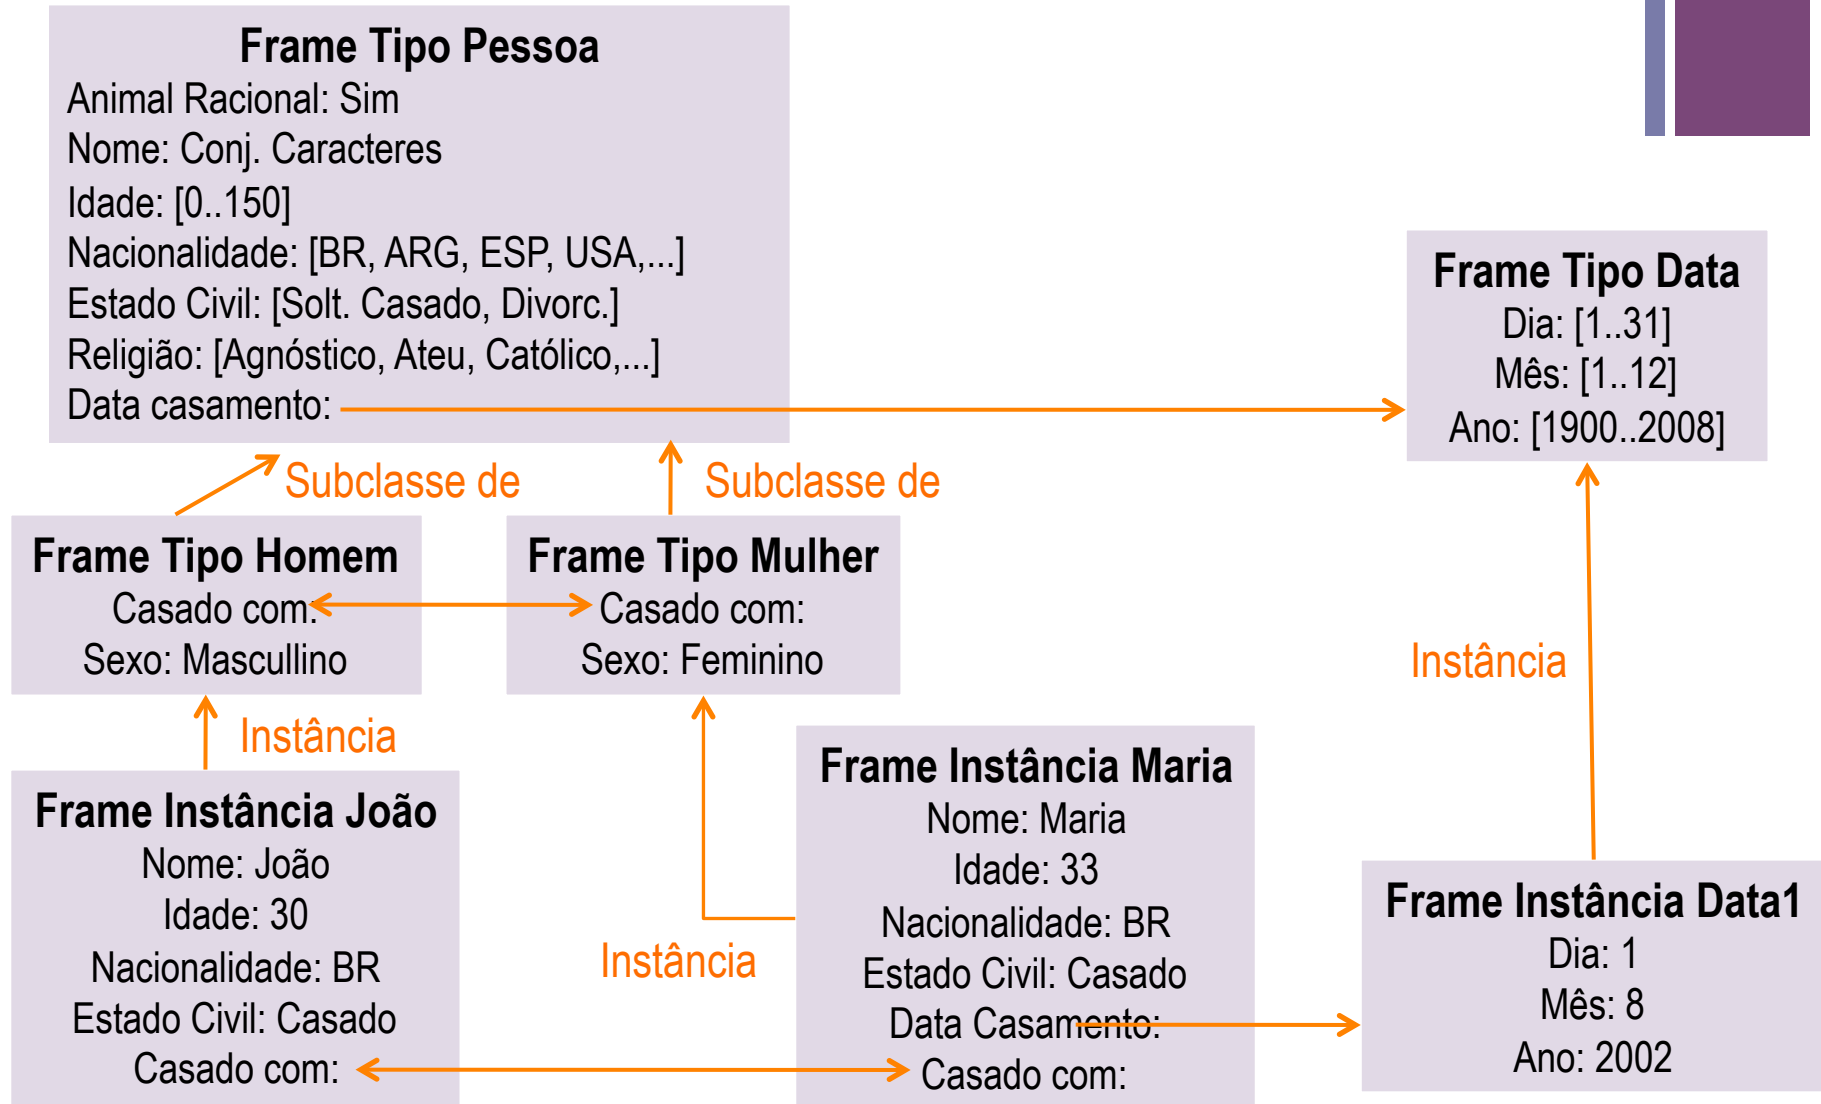 Frame Tipo Pessoa
Animal Racional: Sim
Nome: Conj. Caracteres
Idade: [0..150]
Nacionalidade: [BR, ARG, ESP, USA,...]
Estado Civil: [Solt. Casado, Divorc.]
Religião: [Agnóstico, Ateu, Católico,...]
Data casamento:
Frame Tipo Data
Dia: [1..31]
Mês: [1..12]
Ano: [1900..2008]
Subclasse de
Subclasse de
Frame Tipo Homem
Casado com:
Sexo: Mascullino
Frame Tipo Mulher
Casado com:
Sexo: Feminino
Instância
Instância
Frame Instância João
Nome: João
Idade: 30
Nacionalidade: BR
Estado Civil: Casado
Casado com:
Instância
Frame Instância Maria
Nome: Maria
Idade: 33
Nacionalidade: BR
Estado Civil: Casado
Data Casamento:
Casado com:
Frame Instância Data1
Dia: 1
Mês: 8
Ano: 2002